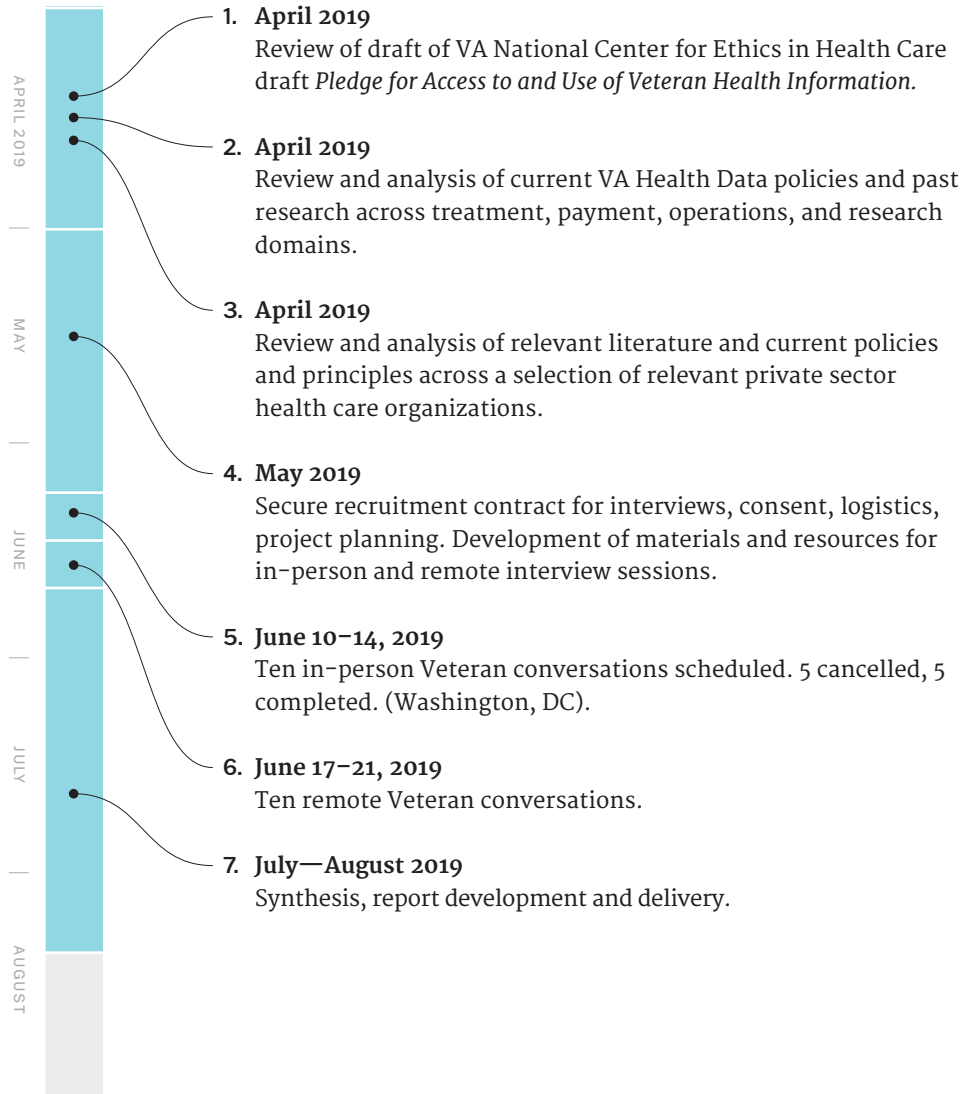 APRIL 2019
MAY
JUNE
JULY
AUGUST
1. April 2019
Review of draft of VA National Center for Ethics in Health Care
draft Pledge for Access to and Use of Veteran Health Information.
2. April 2019
Review and analysis of current VA Health Data policies and past
research across treatment, payment, operations, and research
domains.
3. April 2019
Review and analysis of relevant literature and current policies
and principles across a selection of relevant private sector
health care organizations.
4. May 2019
Secure recruitment contract for interviews, consent, logistics,
project planning. Development of materials and resources for
in-person and remote interview sessions.
5. June 10–14, 2019
Ten in-person Veteran conversations scheduled. 5 cancelled, 5
completed. (Washington, DC).
6. June 17–21, 2019
Ten remote Veteran conversations.
7. July—August 2019
Synthesis, report development and delivery.